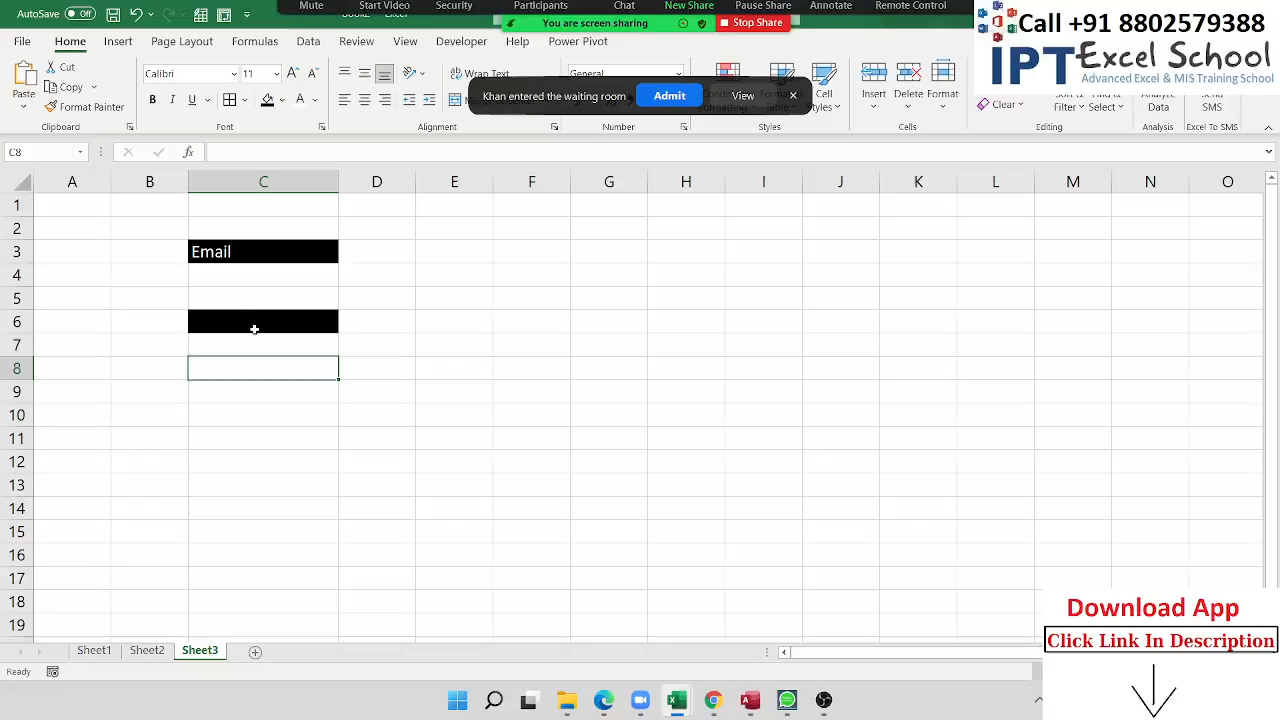 Mute Start Video Security Participants Chat New Share Pause Share Annotate Remote Control
AutoSave Off
You are screen sharing Stop Share
Call +91 8802579388
IPT Excel School
Advanced Excel & MIS Training School
File Home Insert Page Layout Formulas Data Review View Developer Help Power Pivot
Paste Cut Copy Format Painter
Calibri 11
B I U
Wrap Text
General
Khan entered the waiting room Admit View
Styles Insert Delete Format
Clear Filter Select
Data
SMS
Clipboard Font Alignment Number Styles Cells Editing Analysis Excel To SMS
C8 fx
A B C D E F G H I J K L M N O
1
2
3 Email
4
5
6
7
8
9
10
11
12
13
14
15
16
17
18
19
Download App
Click Link In Description
Sheet1 Sheet2 Sheet3
Ready